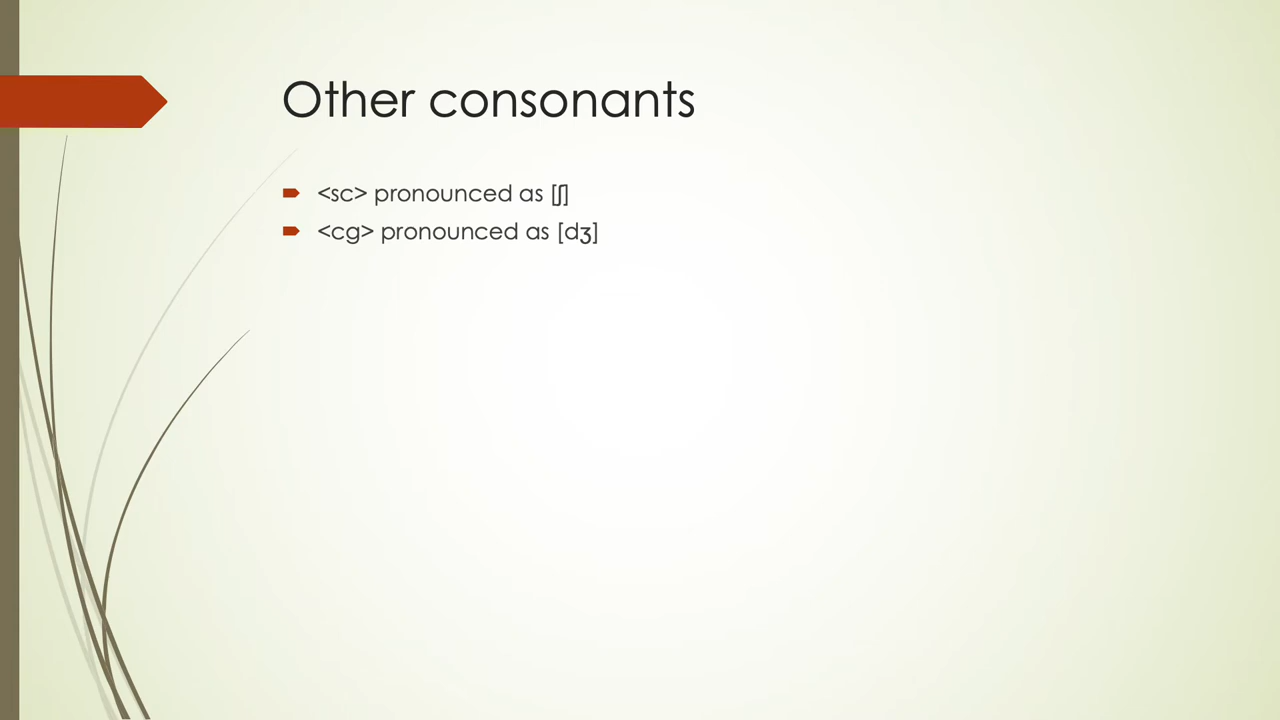 Other consonants
<sc> pronounced as [ʃ]
<cg> pronounced as [dʒ]